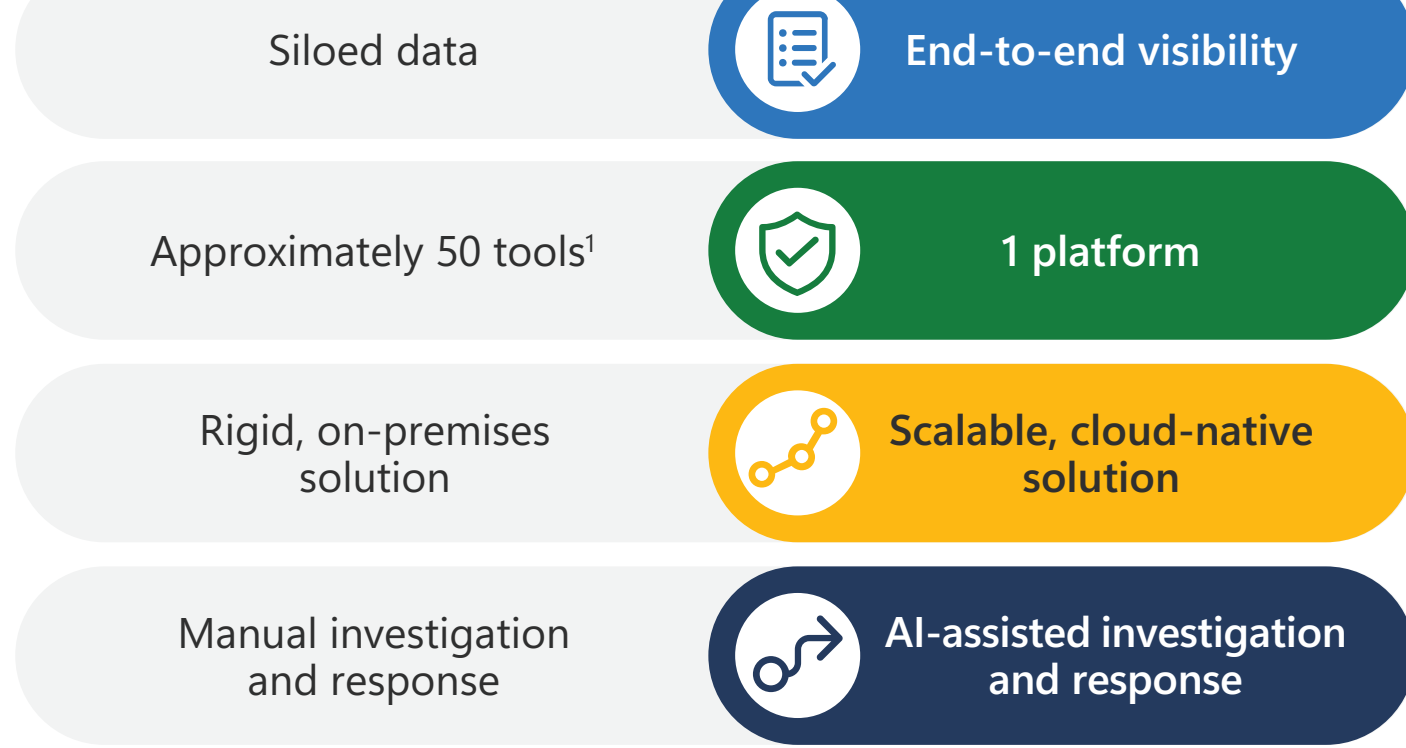 Siloed data
End-to-end visibility
Approximately 50 tools¹
1 platform
Rigid, on-premises
solution
Scalable, cloud-native
solution
Manual investigation
and response
AI-assisted investigation
and response